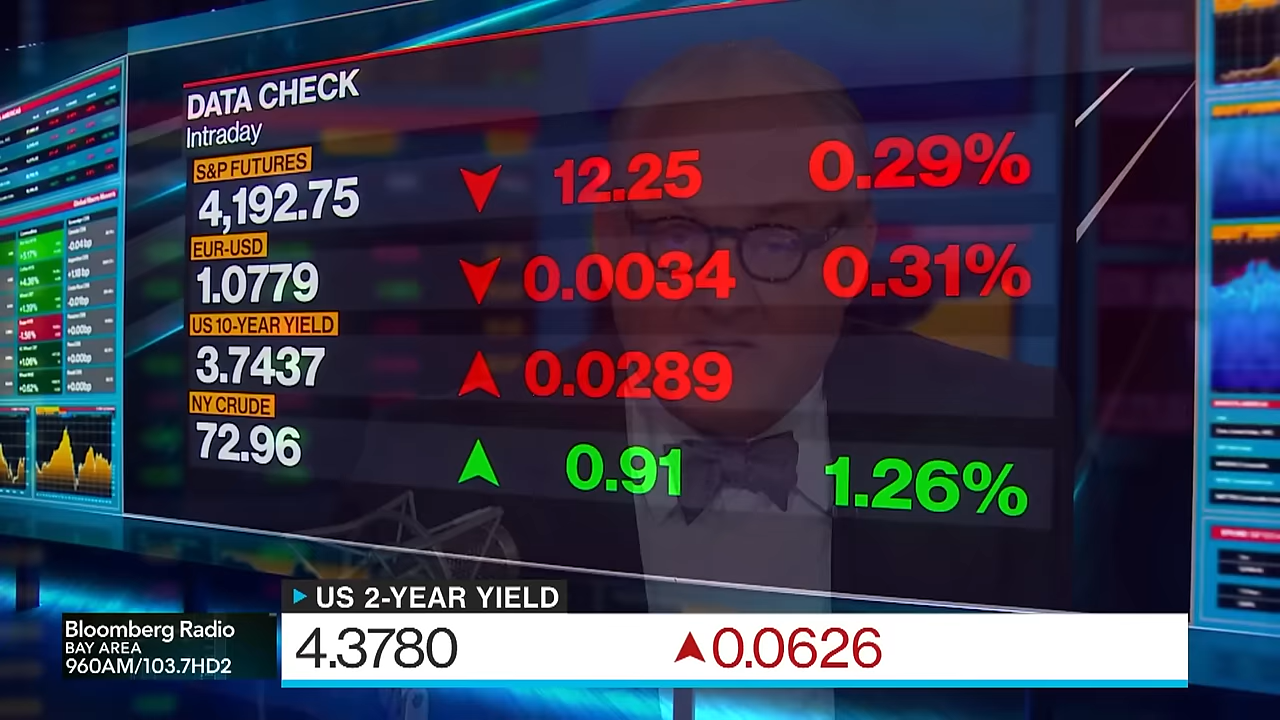 DATA CHECK
Intraday
S&P FUTURES
4,192.75 ▼ 12.25 0.29%
EUR-USD
1.0779 ▼ 0.0034 0.31%
US 10-YEAR YIELD
3.7437 ▲ 0.0289
NY CRUDE
72.96 ▲ 0.91 1.26%
US 2-YEAR YIELD
4.3780 ▲ 0.0626
Bloomberg Radio
BAY AREA
960AM/103.7HD2